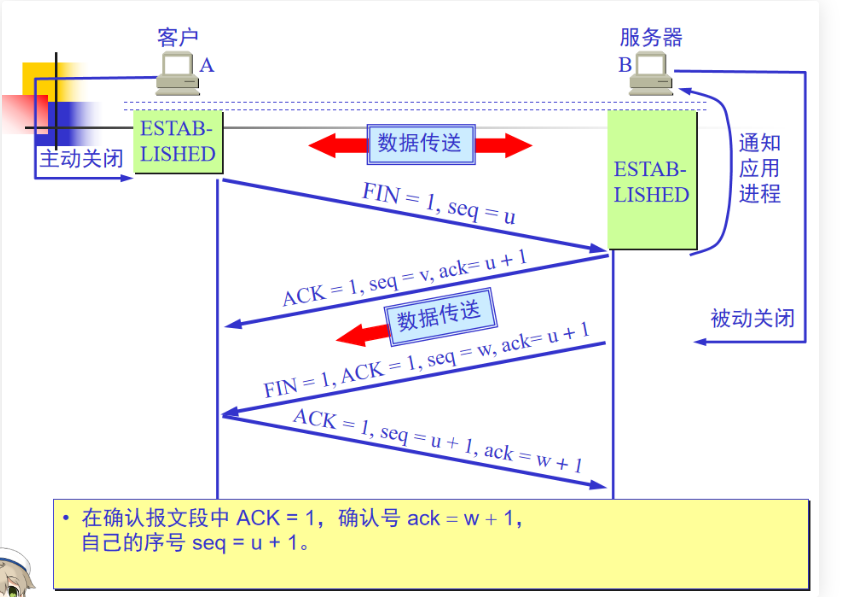 客户
A
服务器
B
ESTAB-
LISHED
主动关闭
数据传送
ESTAB-
LISHED
通知
应用
进程
FIN = 1, seq = u
ACK = 1, seq = v, ack= u + 1
数据传送
被动关闭
FIN = 1, ACK = 1, seq = w, ack= u + 1
ACK = 1, seq = u + 1, ack = w + 1
• 在确认报文段中 ACK = 1，确认号 ack = w + 1，
自己的序号 seq = u + 1。